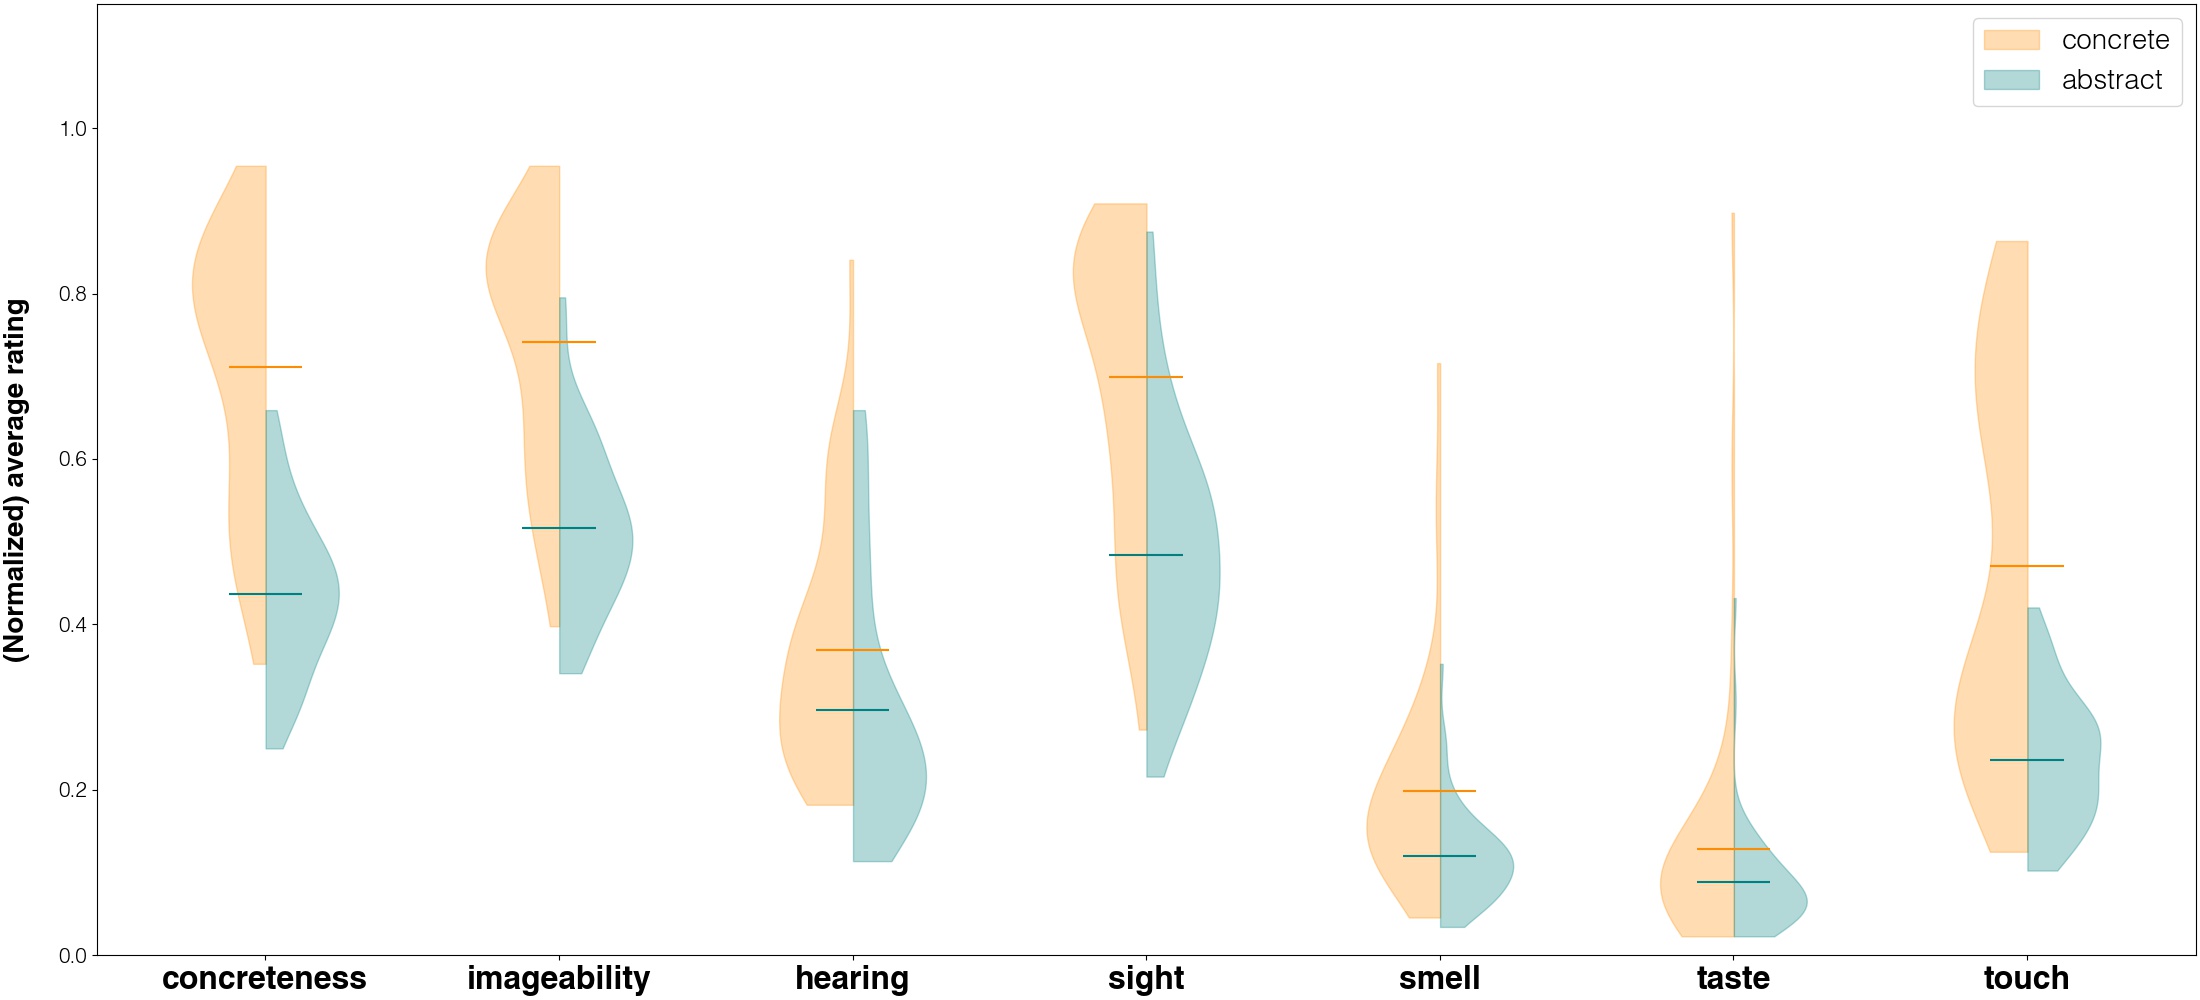 concrete
abstract
(Normalized) average rating
1.0
0.8
0.6
0.4
0.2
0.0
concreteness imageability hearing sight smell taste touch